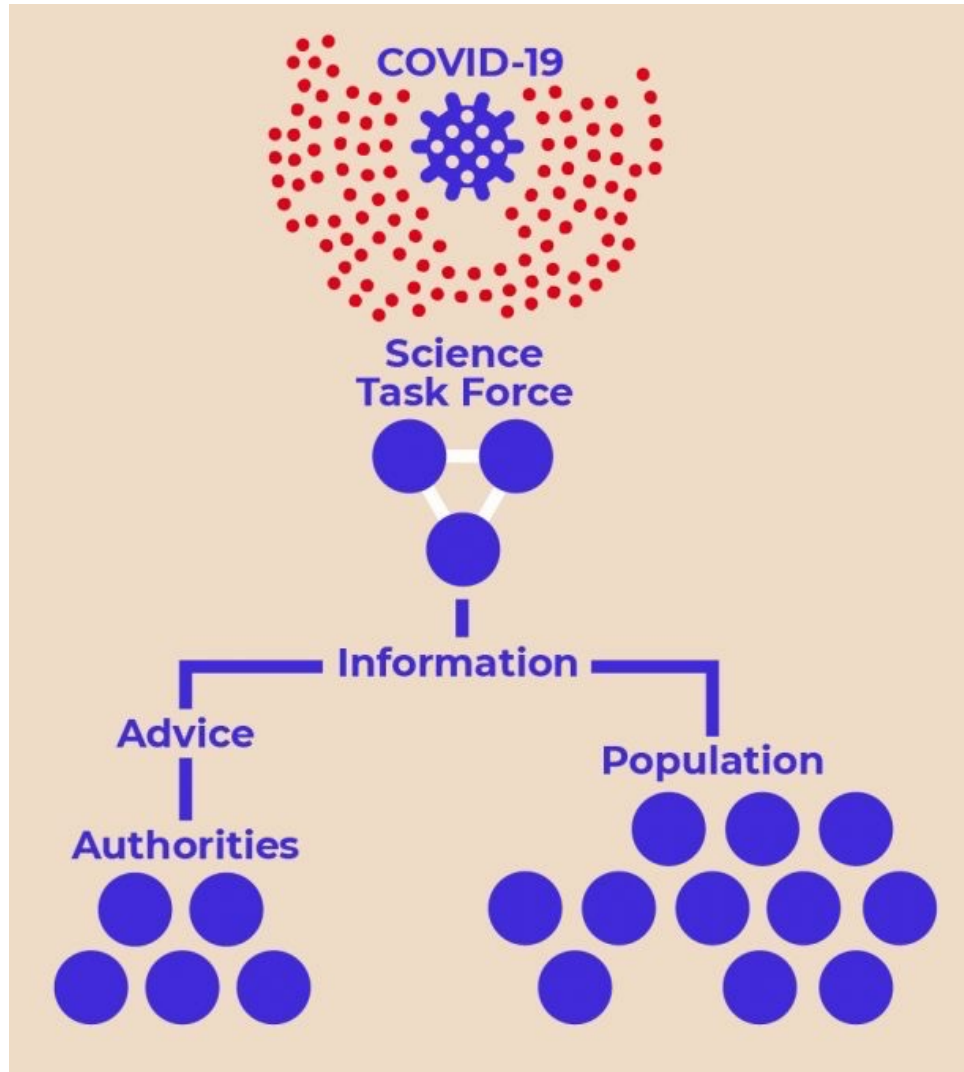 COVID-19
Science
Task Force
Information
Advice
Population
Authorities